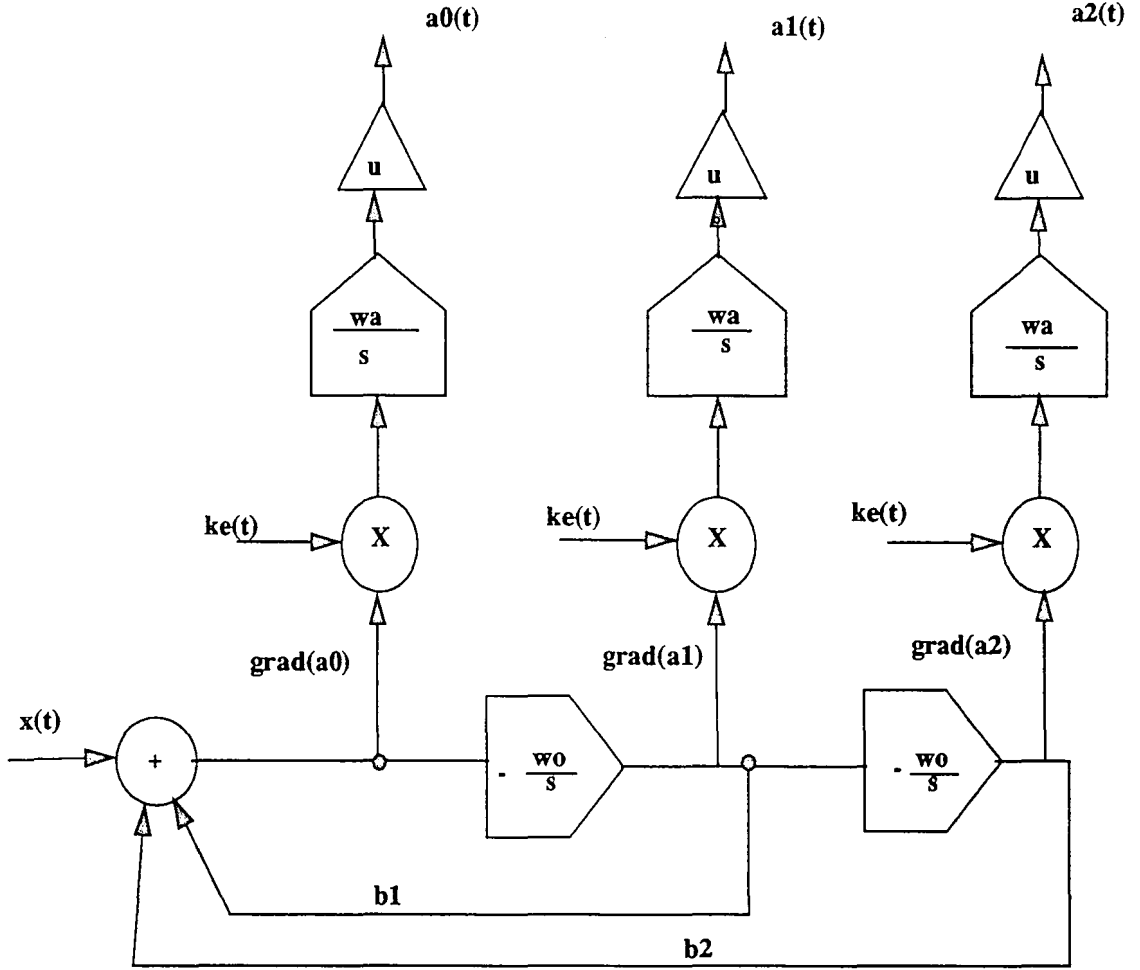 a0(t)
a1(t)
a2(t)
u
u
u
wa
s
wa
s
wa
s
ke(t)
X
ke(t)
X
ke(t)
X
grad(a0)
grad(a1)
grad(a2)
x(t)
+
- wo
s
- wo
s
b1
b2